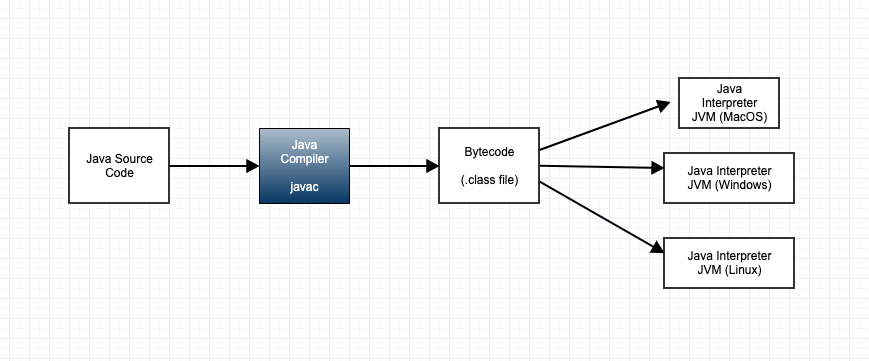 Java Source
Code
Java
Compiler
javac
Bytecode
(.class file)
Java
Interpreter
JVM (MacOS)
Java Interpreter
JVM (Windows)
Java Interpreter
JVM (Linux)